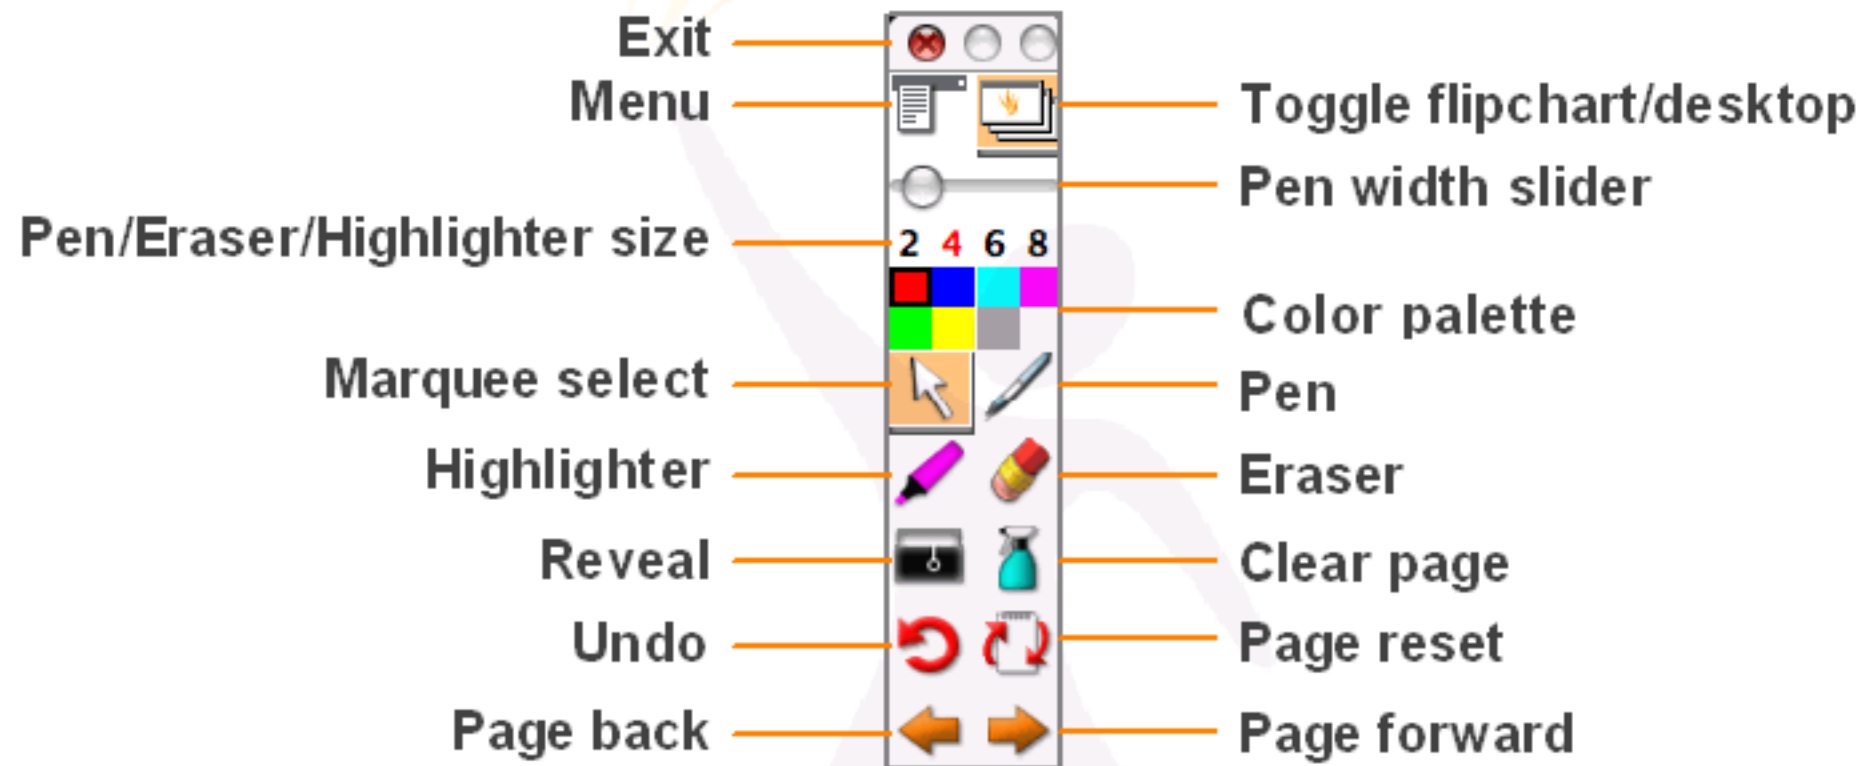 Exit
Menu
Toggle flipchart/desktop
Pen width slider
Pen/Eraser/Highlighter size
2 4 6 8
Color palette
Marquee select
Pen
Highlighter
Eraser
Reveal
Clear page
Undo
Page reset
Page back
Page forward